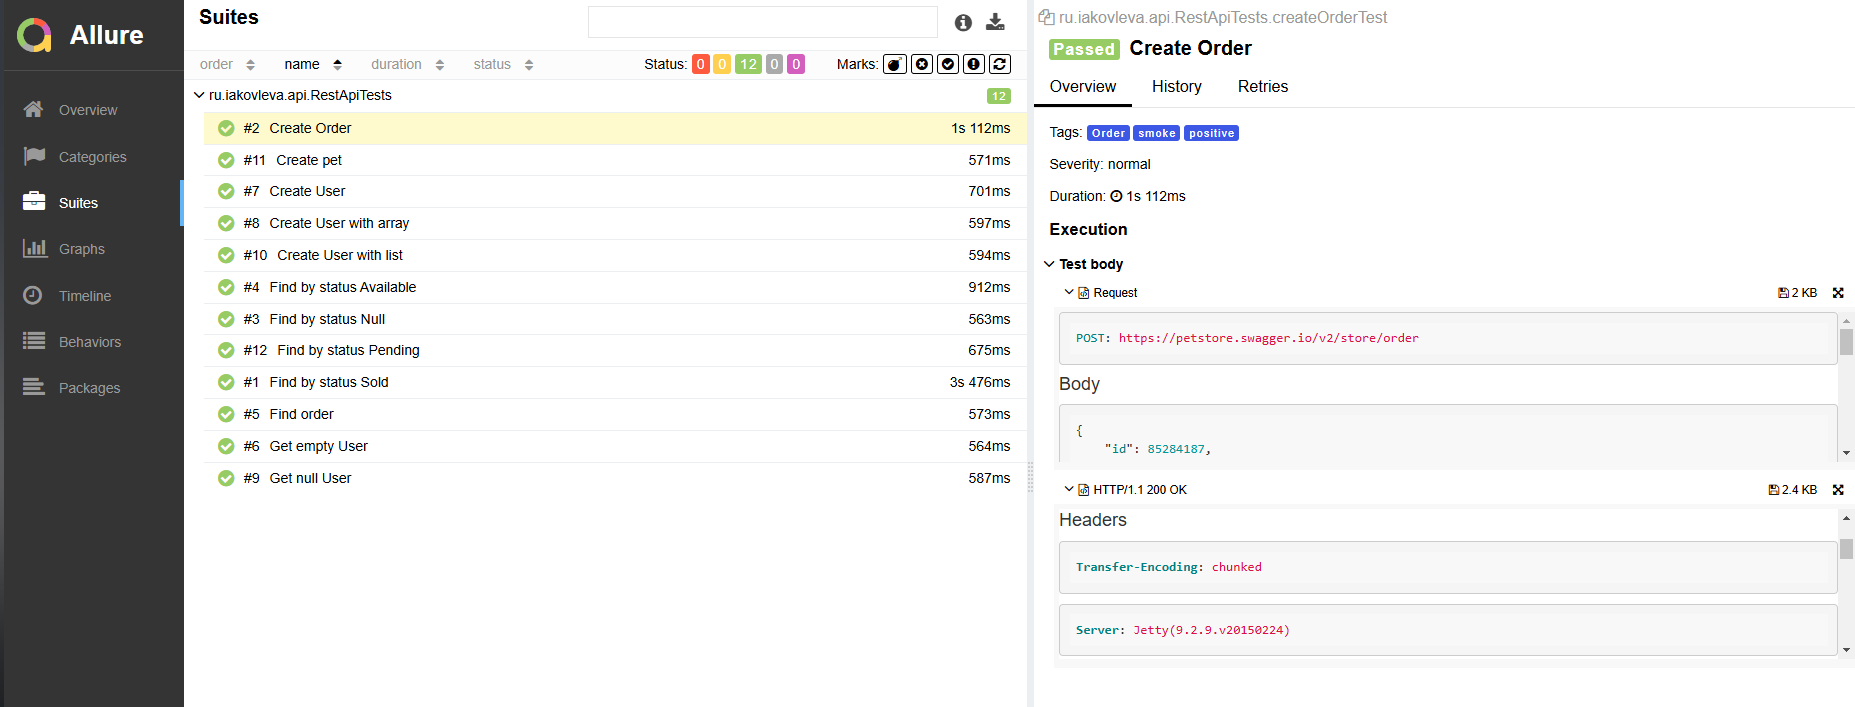 Allure
Overview
Categories
Suites
Graphs
Timeline
Behaviors
Packages
Suites
order name duration status Status: 0 0 12 0 0 Marks:
ru.iakovleva.api.RestApiTests 12
#2 Create Order 1s 112ms
#11 Create pet 571ms
#7 Create User 701ms
#8 Create User with array 597ms
#10 Create User with list 594ms
#4 Find by status Available 912ms
#3 Find by status Null 563ms
#12 Find by status Pending 675ms
#1 Find by status Sold 3s 476ms
#5 Find order 573ms
#6 Get empty User 564ms
#9 Get null User 587ms
ru.iakovleva.api.RestApiTests.createOrderTest
Passed Create Order
Overview History Retries
Tags: Order smoke positive
Severity: normal
Duration: 1s 112ms
Execution
Test body
Request 2 KB
POST: https://petstore.swagger.io/v2/store/order
Body
{
"id": 85284187,
HTTP/1.1 200 OK 2.4 KB
Headers
Transfer-Encoding: chunked
Server: Jetty(9.2.9.v20150224)